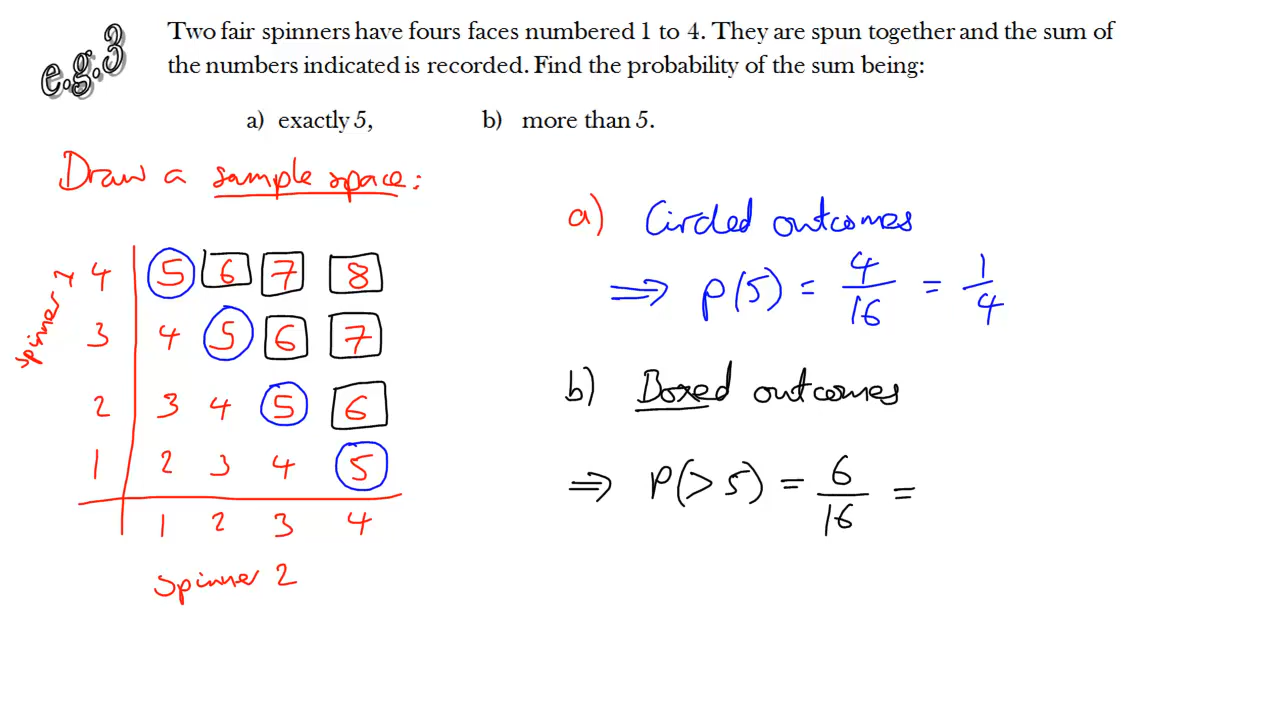 e.g.3
Two fair spinners have fours faces numbered 1 to 4. They are spun together and the sum of
the numbers indicated is recorded. Find the probability of the sum being:
a) exactly 5, b) more than 5.
Draw a sample space:
spinner
4 5 6 7 8
3 4 5 6 7
2 3 4 5 6
1 2 3 4 5
1 2 3 4
Spinner 2
a) Circled outcomes
⇒ P(5) = 4/16 = 1/4
b) Boxed outcomes
⇒ P(> 5) = 6/16 =